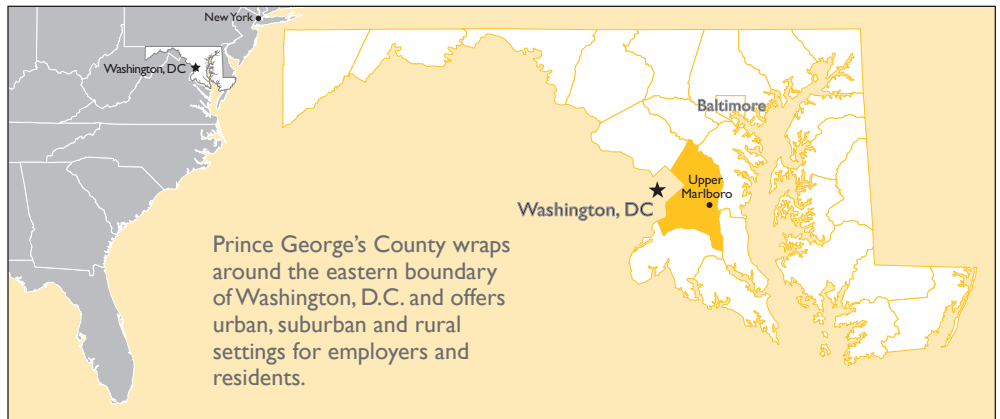 New York
Washington, DC
Baltimore
Upper
Marlboro
Washington, DC
Prince George’s County wraps
around the eastern boundary
of Washington, D.C. and offers
urban, suburban and rural
settings for employers and
residents.